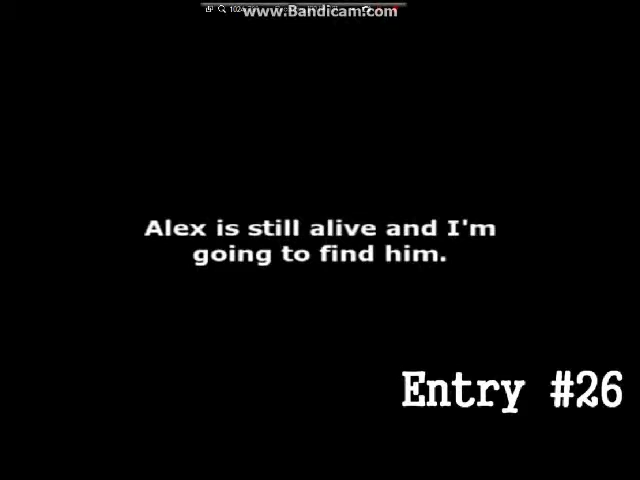 www.Bandicam.com
Alex is still alive and I'm
going to find him.
Entry #26